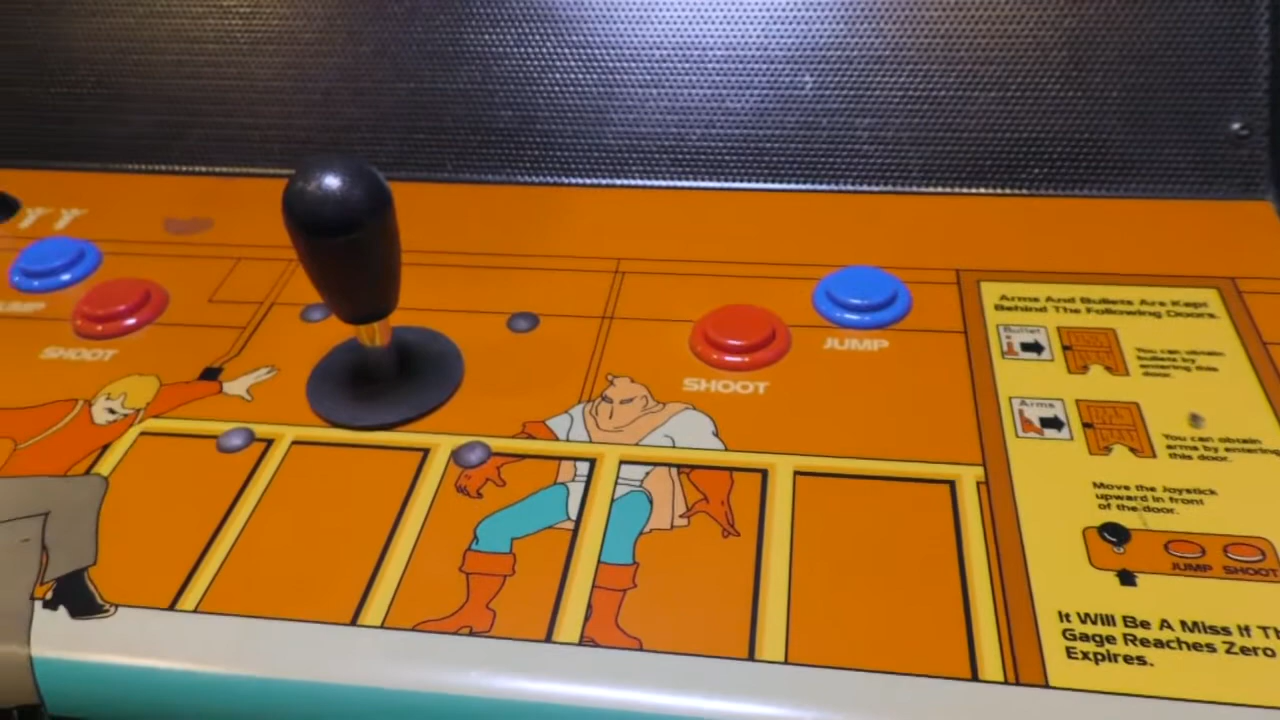 SHOOT
SHOOT
JUMP
Arms And Bullets Are Kept
Behind The Following Doors.
Bullet
You can obtain
bullets by
entering this
door.
Arms
You can obtain
arms by entering
this door.
Move the Joystick
upward in front
of the door.
JUMP SHOOT
It Will Be A Miss If
Gage Reaches Zero
Expires.